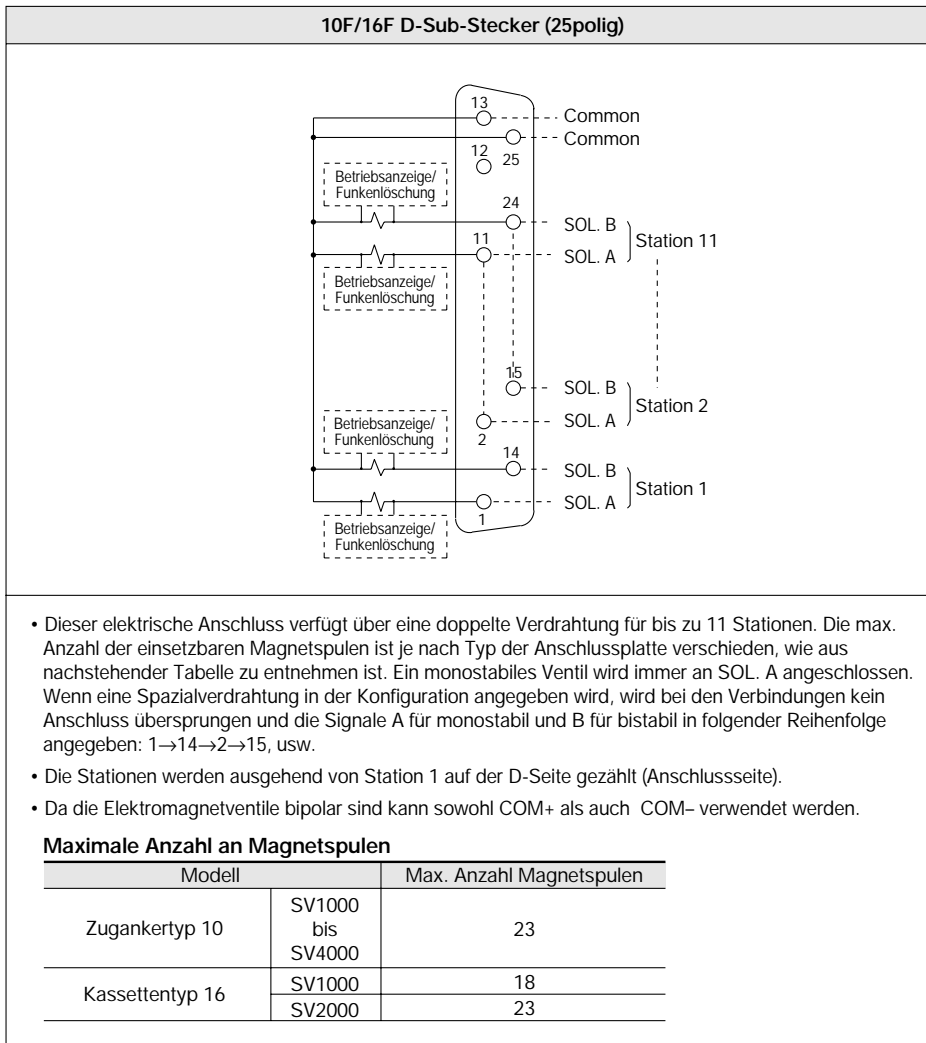 10F/16F D-Sub-Stecker (25polig)
13
Common
Common
12
25
Betriebsanzeige/
Funkenlöschung
24
SOL. B
11
Station 11
SOL. A
Betriebsanzeige/
Funkenlöschung
15
SOL. B
Station 2
SOL. A
2
Betriebsanzeige/
Funkenlöschung
14
SOL. B
Station 1
SOL. A
1
Betriebsanzeige/
Funkenlöschung
• Dieser elektrische Anschluss verfügt über eine doppelte Verdrahtung für bis zu 11 Stationen. Die max.
Anzahl der einsetzbaren Magnetspulen ist je nach Typ der Anschlussplatte verschieden, wie aus
nachstehender Tabelle zu entnehmen ist. Ein monostabiles Ventil wird immer an SOL. A angeschlossen.
Wenn eine Spazialverdrahtung in der Konfiguration angegeben wird, wird bei den Verbindungen kein
Anschluss übersprungen und die Signale A für monostabil und B für bistabil in folgender Reihenfolge
angegeben: 1→14→2→15, usw.
• Die Stationen werden ausgehend von Station 1 auf der D-Seite gezählt (Anschlussseite).
• Da die Elektromagnetventile bipolar sind kann sowohl COM+ als auch COM– verwendet werden.
Maximale Anzahl an Magnetspulen
Modell Max. Anzahl Magnetspulen
SV1000
Zugankertyp 10 bis 23
SV4000
Kassettentyp 16 SV1000 18
SV2000 23